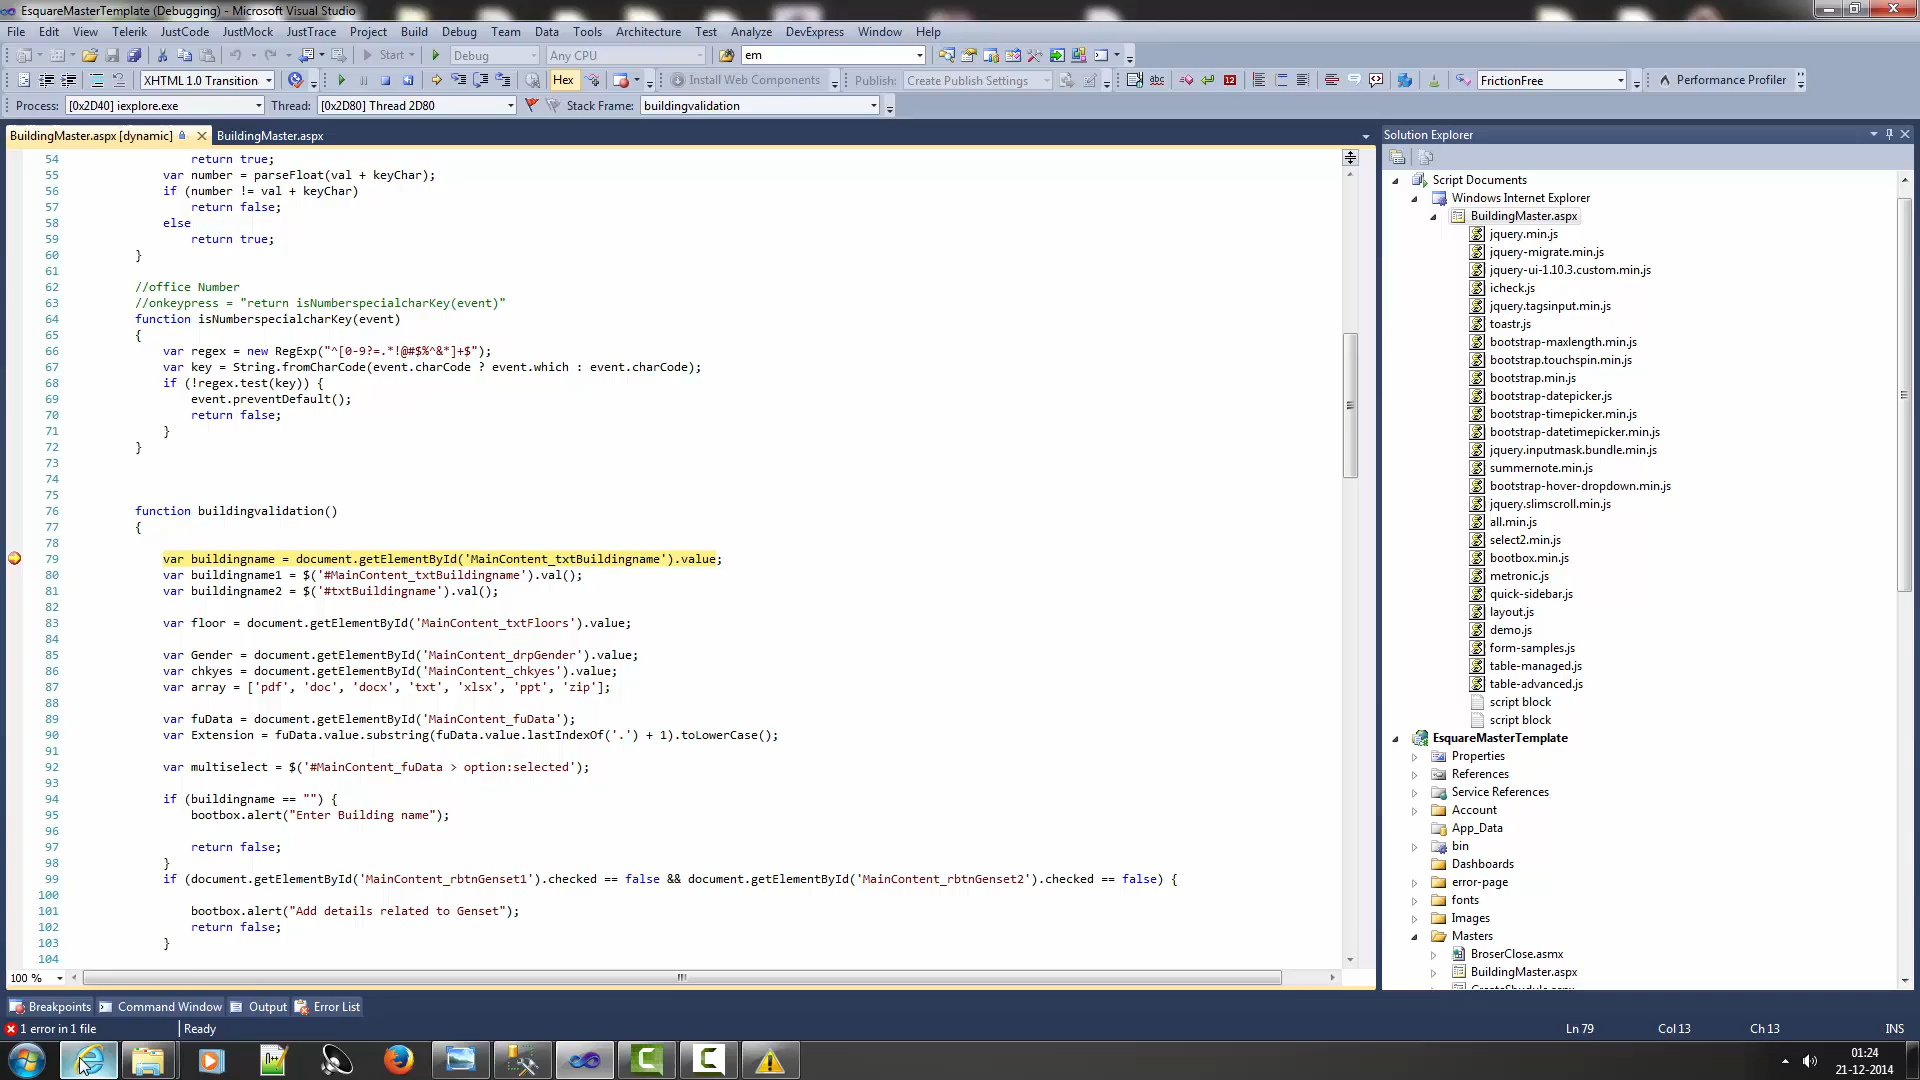 EsquareMasterTemplate (Debugging) - Microsoft Visual Studio
File Edit View Telerik JustCode JustMock JustTrace Project Build Debug Team Data Tools Architecture Test Analyze DevExpress Window Help
Start Debug Any CPU em
XHTML 1.0 Transition Hex Install Web Components Publish: Create Publish Settings 12 FrictionFree Performance Profiler
Process: [0x2D40] iexplore.exe Thread: [0x2D80] Thread 2D80 Stack Frame: buildingvalidation
BuildingMaster.aspx [dynamic] BuildingMaster.aspx
54 return true;
55 var number = parseFloat(val + keyChar);
56 if (number != val + keyChar)
57 return false;
58 else
59 return true;
60 }
61
62 //office Number
63 //onkeypress = "return isNumberspecialcharKey(event)"
64 function isNumberspecialcharKey(event)
65 {
66 var regex = new RegExp("^[0-9?=.*!@#$%^&*]+$");
67 var key = String.fromCharCode(event.charCode ? event.which : event.charCode);
68 if (!regex.test(key)) {
69 event.preventDefault();
70 return false;
71 }
72 }
73
74
75
76 function buildingvalidation()
77 {
78
79 var buildingname = document.getElementById('MainContent_txtBuildingname').value;
80 var buildingname1 = $('#MainContent_txtBuildingname').val();
81 var buildingname2 = $('#txtBuildingname').val();
82
83 var floor = document.getElementById('MainContent_txtFloors').value;
84
85 var Gender = document.getElementById('MainContent_drpGender').value;
86 var chkyes = document.getElementById('MainContent_chkyes').value;
87 var array = ['pdf', 'doc', 'docx', 'txt', 'xlsx', 'ppt', 'zip'];
88
89 var fuData = document.getElementById('MainContent_fuData');
90 var Extension = fuData.value.substring(fuData.value.lastIndexOf('.') + 1).toLowerCase();
91
92 var multiselect = $('#MainContent_fuData > option:selected');
93
94 if (buildingname == "") {
95 bootbox.alert("Enter Building name");
96
97 return false;
98 }
99 if (document.getElementById('MainContent_rbtnGenset1').checked == false && document.getElementById('MainContent_rbtnGenset2').checked == false) {
100
101 bootbox.alert("Add details related to Genset");
102 return false;
103 }
104
100 %
Solution Explorer
Script Documents
Windows Internet Explorer
BuildingMaster.aspx
jquery.min.js
jquery-migrate.min.js
jquery-ui-1.10.3.custom.min.js
icheck.js
jquery.tagsinput.min.js
toastr.js
bootstrap-maxlength.min.js
bootstrap.touchspin.min.js
bootstrap.min.js
bootstrap-datepicker.js
bootstrap-timepicker.min.js
bootstrap-datetimepicker.min.js
jquery.inputmask.bundle.min.js
summernote.min.js
bootstrap-hover-dropdown.min.js
jquery.slimscroll.min.js
all.min.js
select2.min.js
bootbox.min.js
metronic.js
quick-sidebar.js
layout.js
demo.js
form-samples.js
table-managed.js
table-advanced.js
script block
script block
EsquareMasterTemplate
Properties
References
Service References
Account
App_Data
bin
Dashboards
error-page
fonts
Images
Masters
BroserClose.asmx
BuildingMaster.aspx
Breakpoints Command Window Output Error List
1 error in 1 file Ready Ln 79 Col 13 Ch 13 INS
01:24
21-12-2014